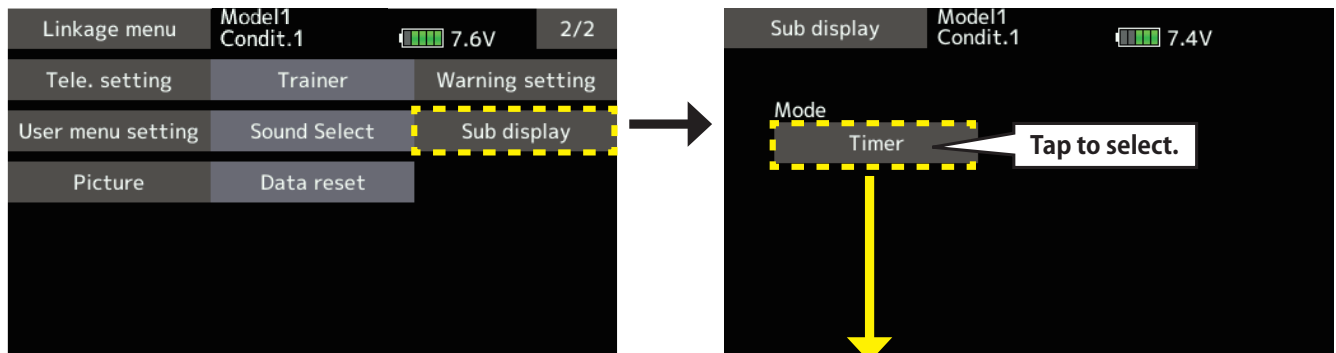 Linkage menu
Model1
Condit.1
7.6V
2/2
Tele. setting
Trainer
Warning setting
User menu setting
Sound Select
Sub display
Picture
Data reset
Sub display
Model1
Condit.1
7.4V
Mode
Timer
Tap to select.